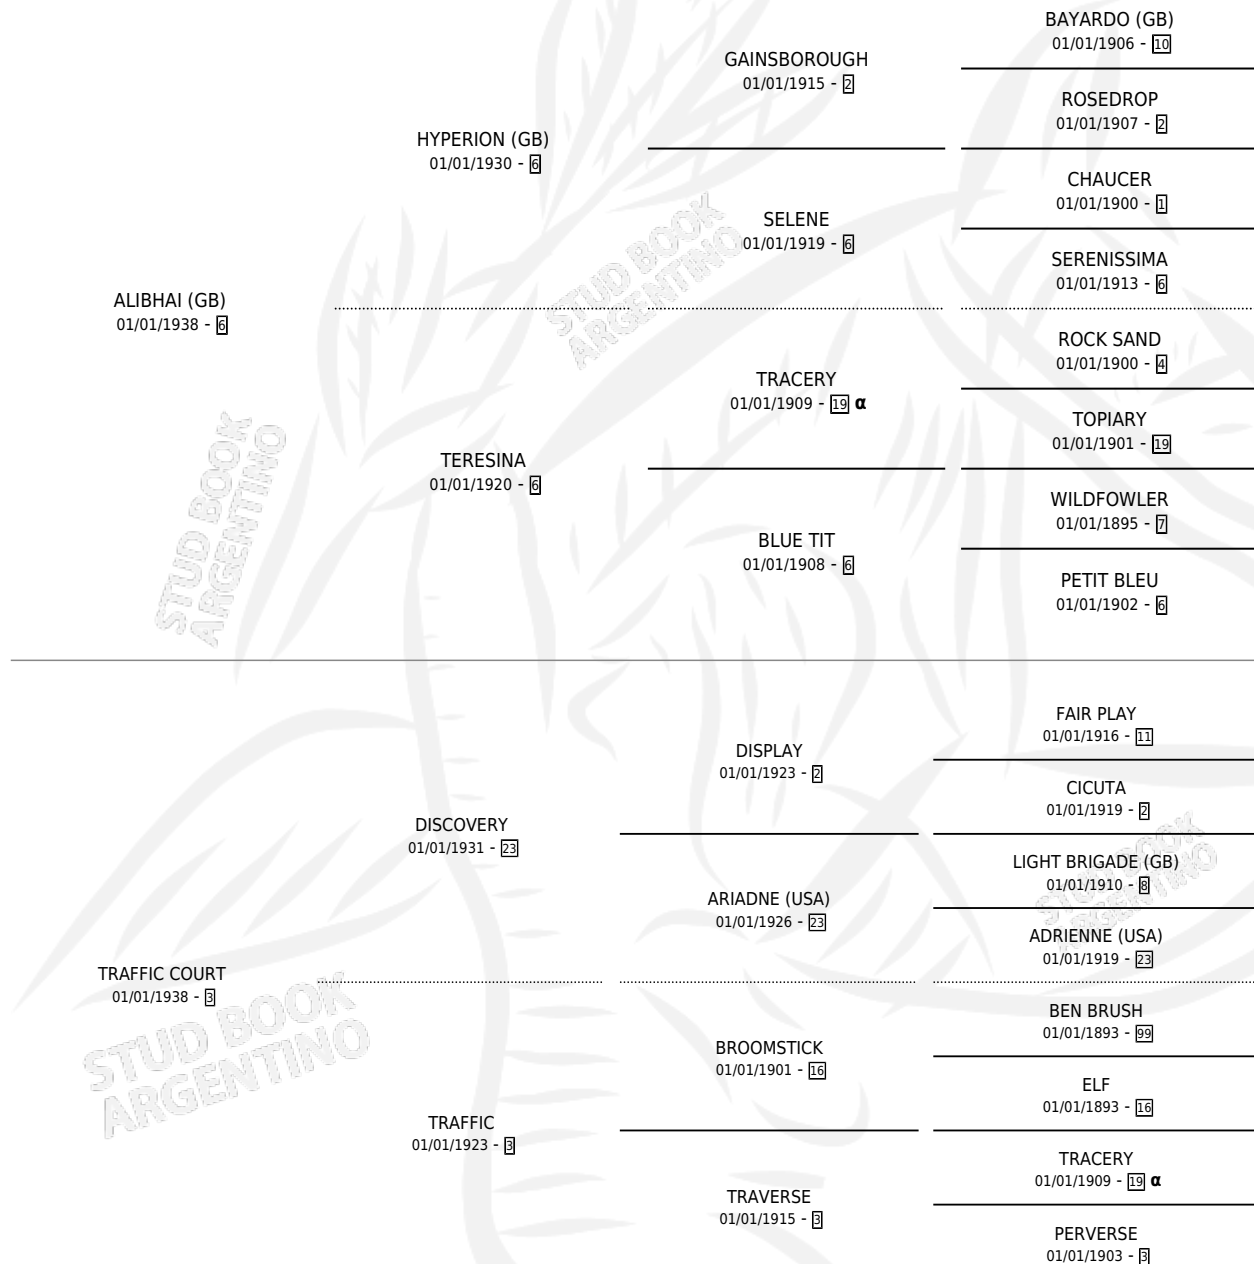 BAYARDO (GB)
01/01/1906 - 10
GAINSBOROUGH
01/01/1915 - 2
ROSEDROP
01/01/1907 - 2
HYPERION (GB)
01/01/1930 - 6
CHAUCER
01/01/1900 - 1
SELENE
01/01/1919 - 6
SERENISSIMA
01/01/1913 - 6
ALIBHAI (GB)
01/01/1938 - 6
ROCK SAND
01/01/1900 - 4
TRACERY
01/01/1909 - 19 α
TOPIARY
01/01/1901 - 19
TERESINA
01/01/1920 - 6
WILDFOWLER
01/01/1895 - 7
BLUE TIT
01/01/1908 - 6
PETIT BLEU
01/01/1902 - 6
FAIR PLAY
01/01/1916 - 11
DISPLAY
01/01/1923 - 2
CICUTA
01/01/1919 - 2
DISCOVERY
01/01/1931 - 23
LIGHT BRIGADE (GB)
01/01/1910 - 8
ARIADNE (USA)
01/01/1926 - 23
ADRIENNE (USA)
01/01/1919 - 23
TRAFFIC COURT
01/01/1938 - 3
BEN BRUSH
01/01/1893 - 99
BROOMSTICK
01/01/1901 - 16
ELF
01/01/1893 - 16
TRAFFIC
01/01/1923 - 3
TRACERY
01/01/1909 - 19 α
TRAVERSE
01/01/1915 - 3
PERVERSE
01/01/1903 - 3
STUD BOOK
ARGENTINO
STUD BOOK
ARGENTINO
STUD BOOK
ARGENTINO
STUD BOOK
ARGENTINO